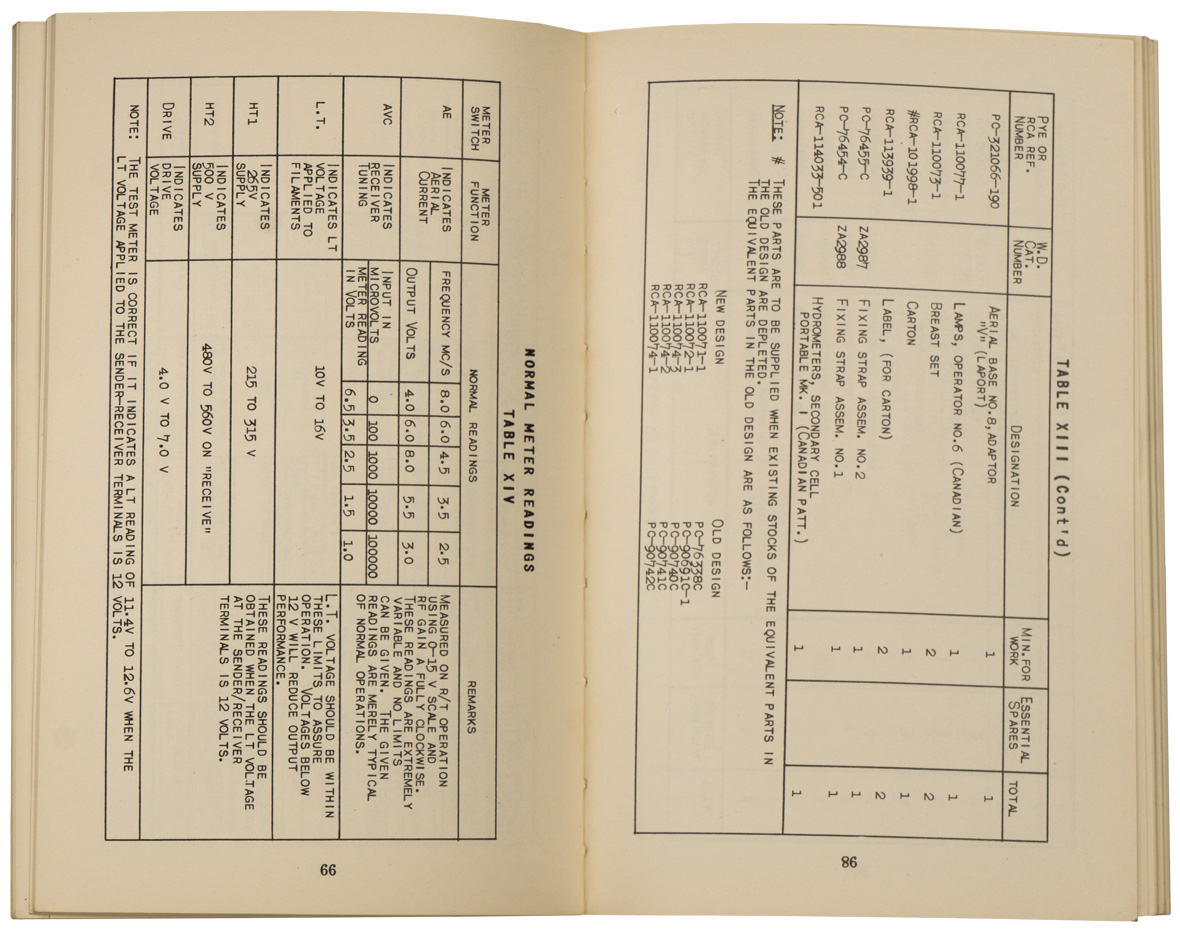 TABLE XIII (Cont'd)
PYE OR
RCA REF.
NUMBER
W.D.
CAT.
NUMBER
DESIGNATION
MIN. FOR
WORK
ESSENTIAL
SPARES
TOTAL
PC-321066-190 AERIAL BASE NO.8, ADAPTOR 1 1
"V" (LAPORT)
RCA-110077-1 LAMPS, OPERATOR NO.6 (CANADIAN) 1 1
RCA-110073-1 BREAST SET 2 2
#RCA-101998-1 CARTON 1 1
RCA-113939-1 LABEL, (FOR CARTON) 2 2
PC-76455-C ZA2987 FIXING STRAP ASSEM. NO.2 1 1
PC-76454-C ZA2988 FIXING STRAP ASSEM. NO.1 1 1
RCA-114033-501 HYDROMETERS, SECONDARY CELL 1 1
PORTABLE MK. I (CANADIAN PATT.)
NOTE: # THESE PARTS ARE TO BE SUPPLIED WHEN EXISTING STOCKS OF THE EQUIVALENT PARTS IN
THE OLD DESIGN ARE DEPLETED.
THE EQUIVALENT PARTS IN THE OLD DESIGN ARE AS FOLLOWS:-
NEW DESIGN OLD DESIGN
RCA-110071-1 PC-76338C
RCA-110072-1 PC-90691C-1
RCA-110074-3 PC-90740C
RCA-110074-2 PC-90741C
RCA-110074-1 PC-90742C
98
NORMAL METER READINGS
TABLE XIV
METER
SWITCH
METER
FUNCTION
NORMAL READINGS
REMARKS
AE
INDICATES
AERIAL
CURRENT
FREQUENCY MC/S 8.0 6.0 4.5 3.5 2.5
OUTPUT VOLTS 4.0 6.0 8.0 5.5 3.0
MEASURED ON R/T OPERATION
USING 0-15 V SCALE AND
RF GAIN A FULLY CLOCKWISE.
THESE READINGS ARE EXTREMELY
VARIABLE AND NO LIMITS
CAN BE GIVEN. THE GIVEN
READINGS ARE MERELY TYPICAL
OF NORMAL OPERATIONS.
AVC
INDICATES
RECEIVER
TUNING
INPUT IN
MICROVOLTS 0 100 1000 10000 100000
METER READING
IN VOLTS 6.5 3.5 2.5 1.5 1.0
L.T.
INDICATES LT
VOLTAGE
APPLIED TO
FILAMENTS
10V TO 16V
L.T. VOLTAGE SHOULD BE WITHIN
THESE LIMITS TO ASSURE
OPERATION. VOLTAGES BELOW
12 V WILL REDUCE OUTPUT
PERFORMANCE.
HT1
INDICATES
265V
SUPPLY
215 TO 315 V
THESE READINGS SHOULD BE
OBTAINED WHEN THE LT VOLTAGE
AT THE SENDER/RECEIVER
TERMINALS IS 12 VOLTS.
HT2
INDICATES
500 V
SUPPLY
480V TO 560V ON "RECEIVE"
DRIVE
INDICATES
DRIVE
VOLTAGE
4.0 V TO 7.0 V
NOTE: THE TEST METER IS CORRECT IF IT INDICATES A LT READING OF 11.4V TO 12.6V WHEN THE
LT VOLTAGE APPLIED TO THE SENDER-RECEIVER TERMINALS IS 12 VOLTS.
99